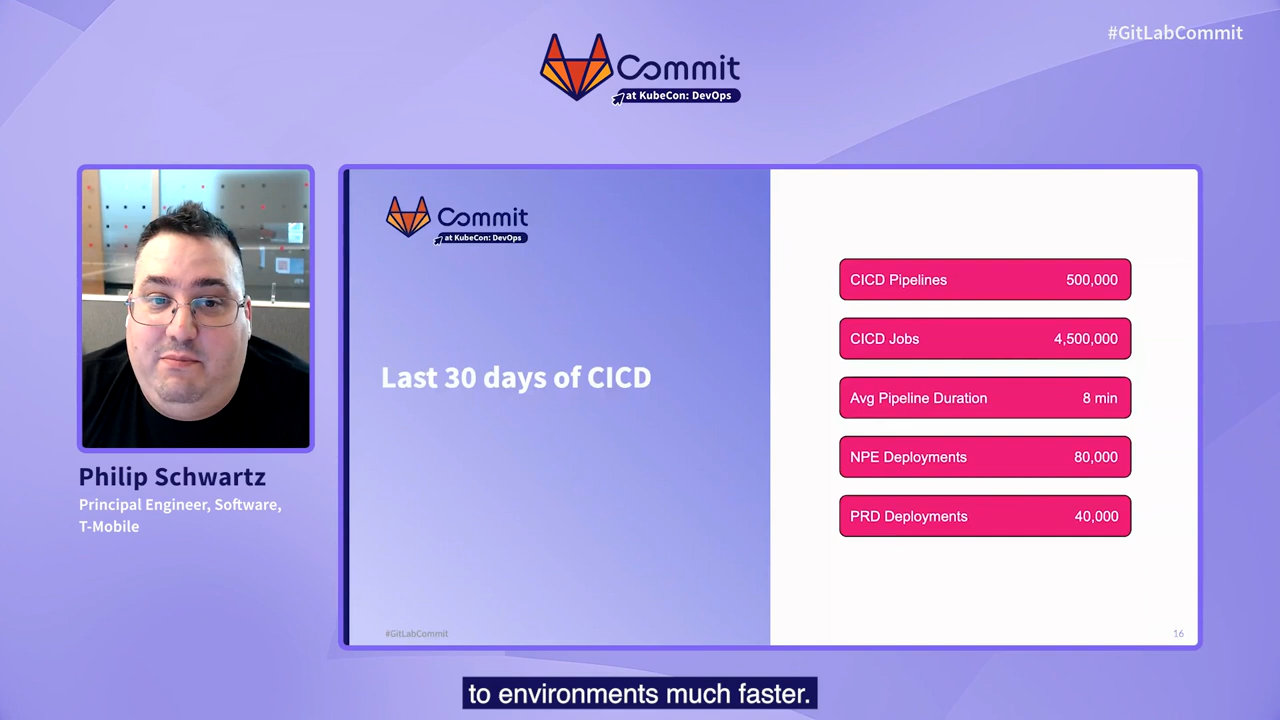 #GitLabCommit
Commit
at KubeCon: DevOps
Commit
at KubeCon: DevOps
Last 30 days of CICD
CICD Pipelines 500,000
CICD Jobs 4,500,000
Avg Pipeline Duration 8 min
NPE Deployments 80,000
PRD Deployments 40,000
#GitLabCommit
16
Philip Schwartz
Principal Engineer, Software,
T-Mobile
to environments much faster.